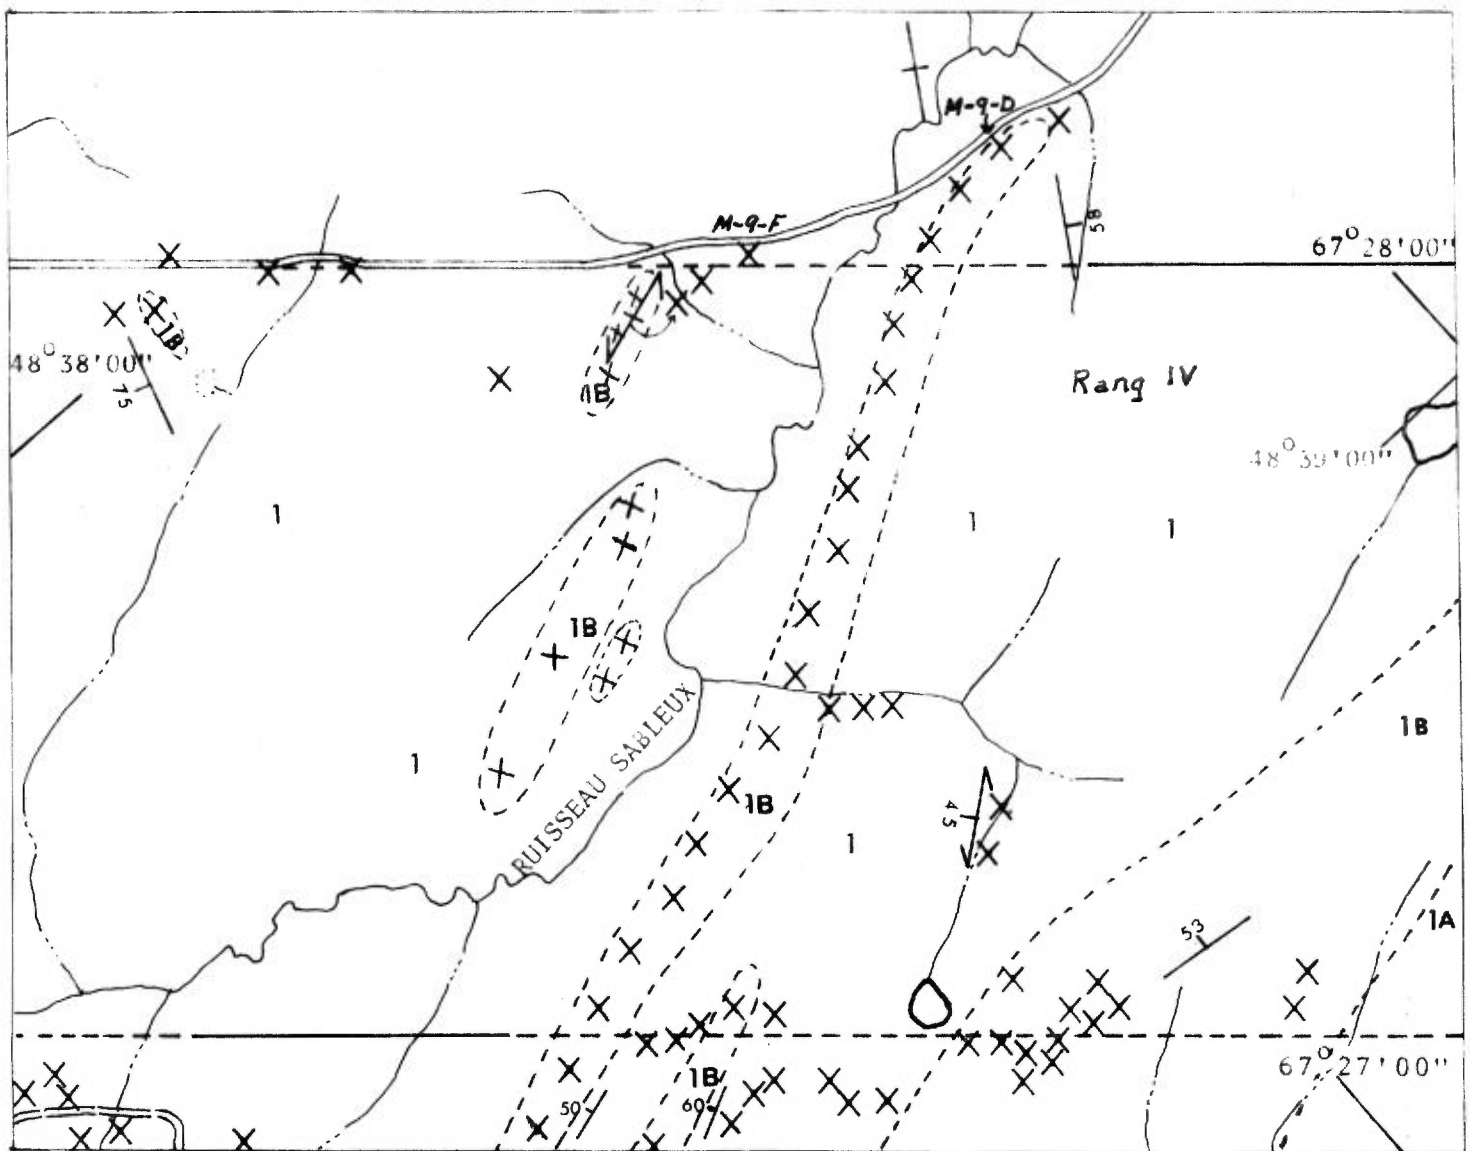 M-9-D
M-9-F
58
67°28'00"
1B
48°38'00"
75
1B
Rang IV
48°39'00"
1
1
1
1B
1B
1
RUISSEAU SABLEUX
1B
45
1
1A
53
67°27'00"
1B
50
60